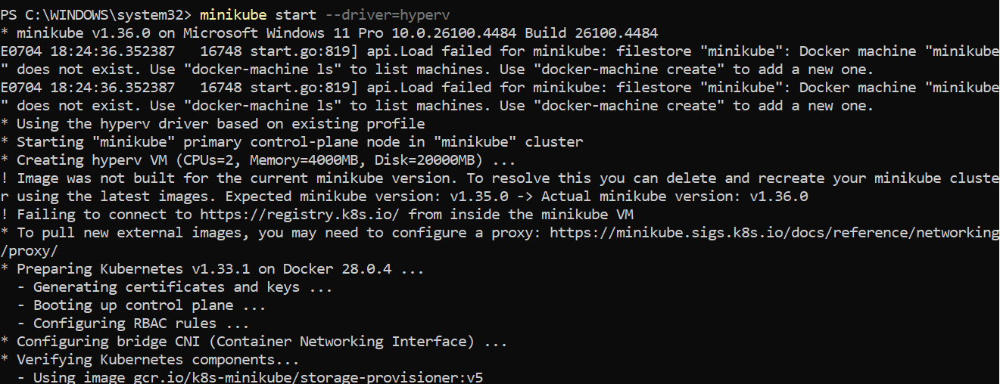 PS C:\WINDOWS\system32> minikube start --driver=hyperv
* minikube v1.36.0 on Microsoft Windows 11 Pro 10.0.26100.4484 Build 26100.4484
E0704 18:24:36.352387   16748 start.go:819] api.Load failed for minikube: filestore "minikube": Docker machine "minikube
" does not exist. Use "docker-machine ls" to list machines. Use "docker-machine create" to add a new one.
E0704 18:24:36.352387   16748 start.go:819] api.Load failed for minikube: filestore "minikube": Docker machine "minikube
" does not exist. Use "docker-machine ls" to list machines. Use "docker-machine create" to add a new one.
* Using the hyperv driver based on existing profile
* Starting "minikube" primary control-plane node in "minikube" cluster
* Creating hyperv VM (CPUs=2, Memory=4000MB, Disk=20000MB) ...
! Image was not built for the current minikube version. To resolve this you can delete and recreate your minikube cluste
r using the latest images. Expected minikube version: v1.35.0 -> Actual minikube version: v1.36.0
! Failing to connect to https://registry.k8s.io/ from inside the minikube VM
* To pull new external images, you may need to configure a proxy: https://minikube.sigs.k8s.io/docs/reference/networking
/proxy/
* Preparing Kubernetes v1.33.1 on Docker 28.0.4 ...
  - Generating certificates and keys ...
  - Booting up control plane ...
  - Configuring RBAC rules ...
* Configuring bridge CNI (Container Networking Interface) ...
* Verifying Kubernetes components...
  - Using image gcr.io/k8s-minikube/storage-provisioner:v5